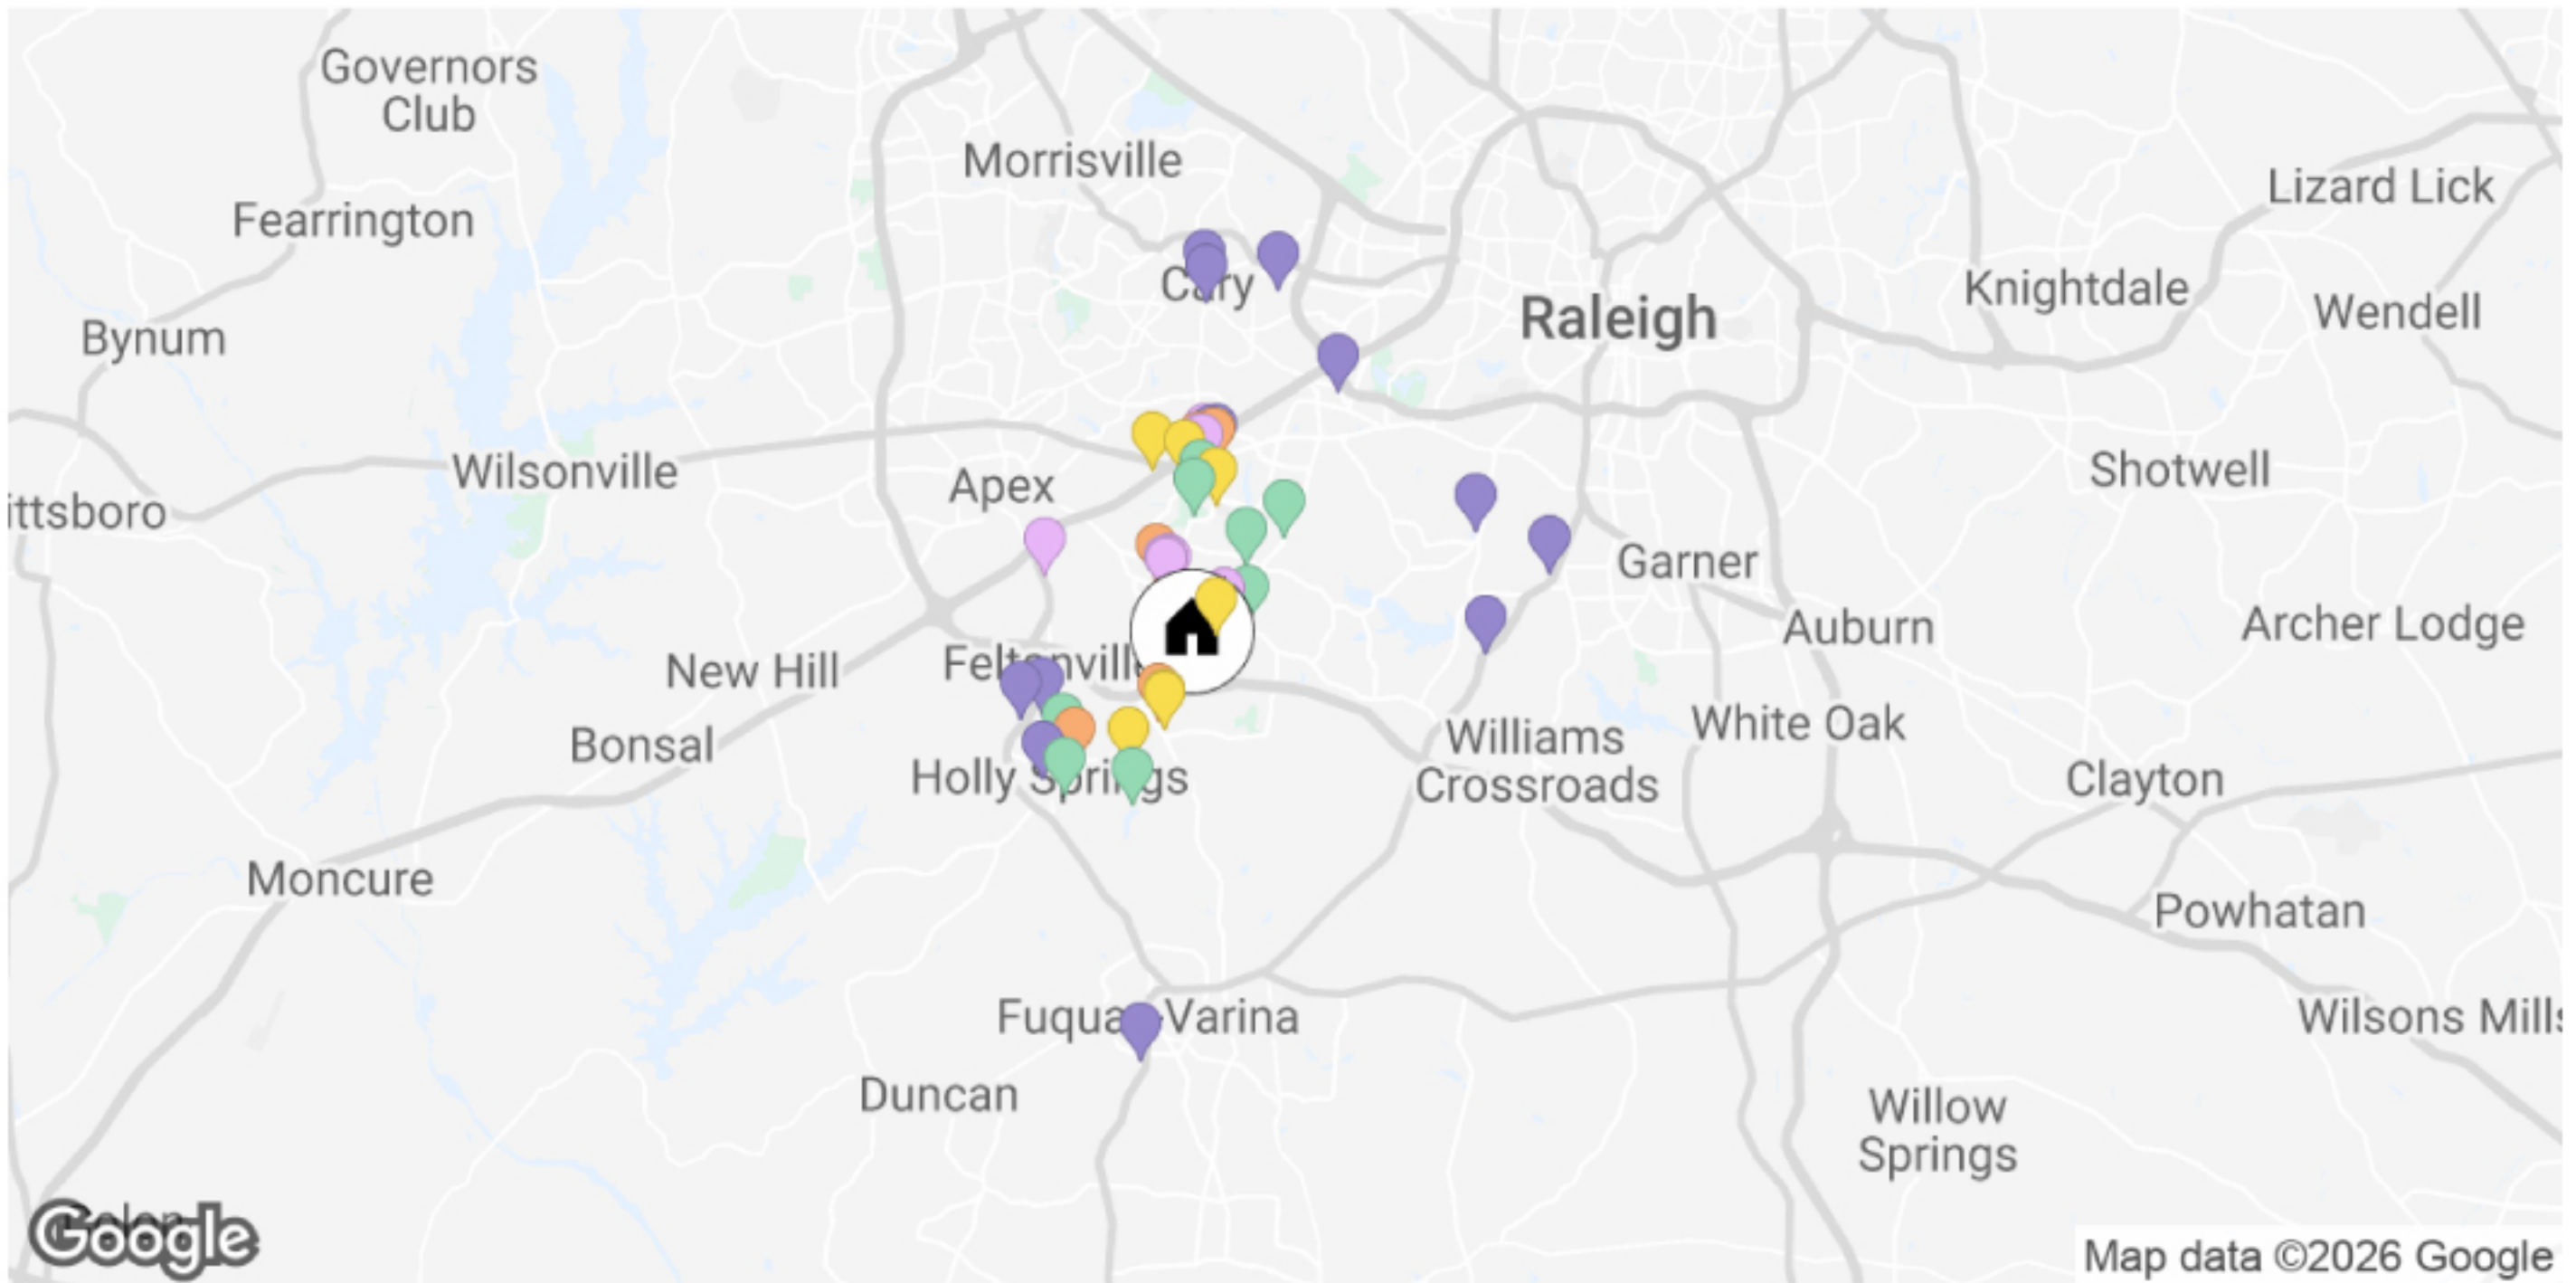 Governors
Club
Morrisville
Lizard Lick
Fearrington
Cary
Knightdale
Wendell
Raleigh
Bynum
Wilsonville
Shotwell
Apex
ittsboro
Garner
Auburn
Archer Lodge
Feltonville
New Hill
White Oak
Williams
Crossroads
Bonsal
Holly Springs
Clayton
Moncure
Powhatan
Fuquay-Varina
Wilsons Mills
Duncan
Willow
Springs
Google
Map data ©2026 Google